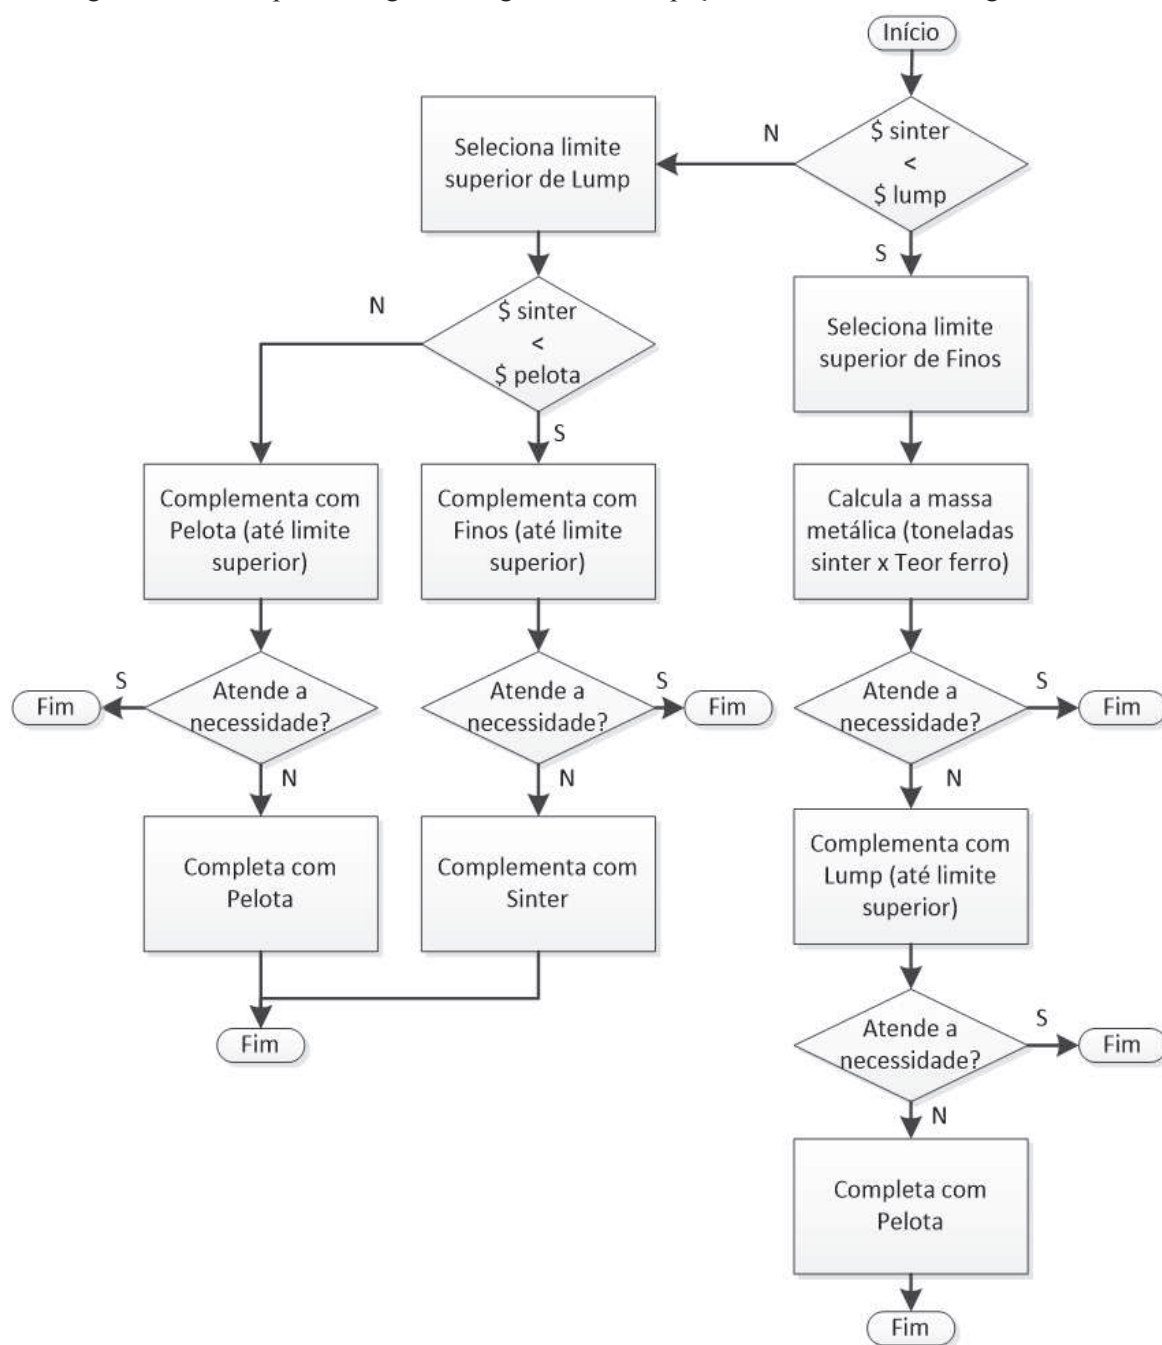 Início
$ sinter
<
$ lump
N
S
Seleciona limite
superior de Lump
$ sinter
<
$ pelota
N
S
Seleciona limite
superior de Finos
Complementa com
Pelota (até limite
superior)
Complementa com
Finos (até limite
superior)
Calcula a massa
metálica (toneladas
sinter x Teor ferro)
Atende a
necessidade?
S
Fim
N
Atende a
necessidade?
S
Fim
N
Atende a
necessidade?
S
Fim
N
Completa com
Pelota
Complementa com
Sinter
Fim
Complementa com
Lump (até limite
superior)
Atende a
necessidade?
S
Fim
N
Completa com
Pelota
Fim